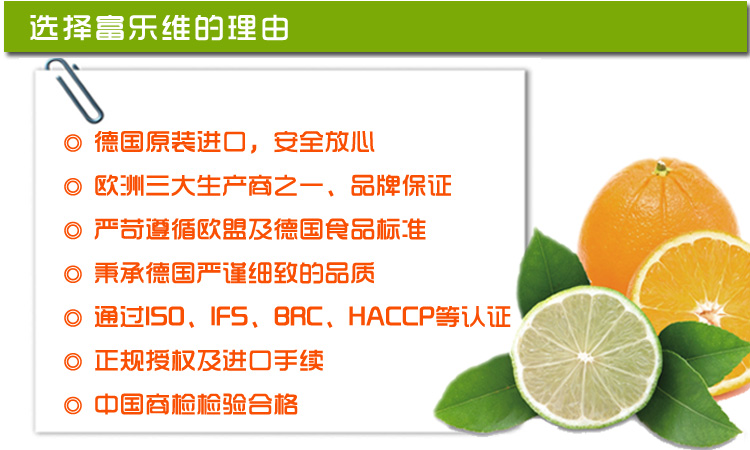 选择富乐维的理由
◎ 德国原装进口，安全放心
◎ 欧洲三大生产商之一、品牌保证
◎ 严苛遵循欧盟及德国食品标准
◎ 秉承德国严谨细致的品质
◎ 通过ISO、IFS、BRC、HACCP等认证
◎ 正规授权及进口手续
◎ 中国商检检验合格